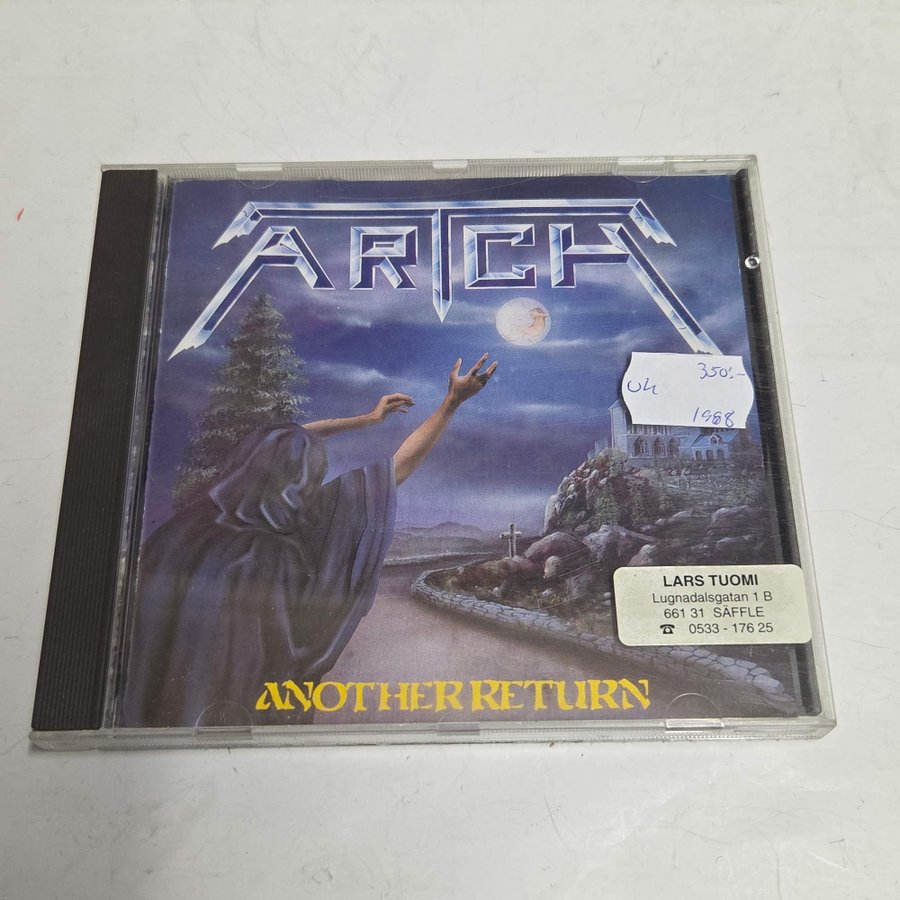 ARTCH
350:-
1988
LARS TUOMI
Lugnadalsgatan 1 B
661 31 SÄFFLE
☎ 0533 - 176 25
ANOTHER RETURN